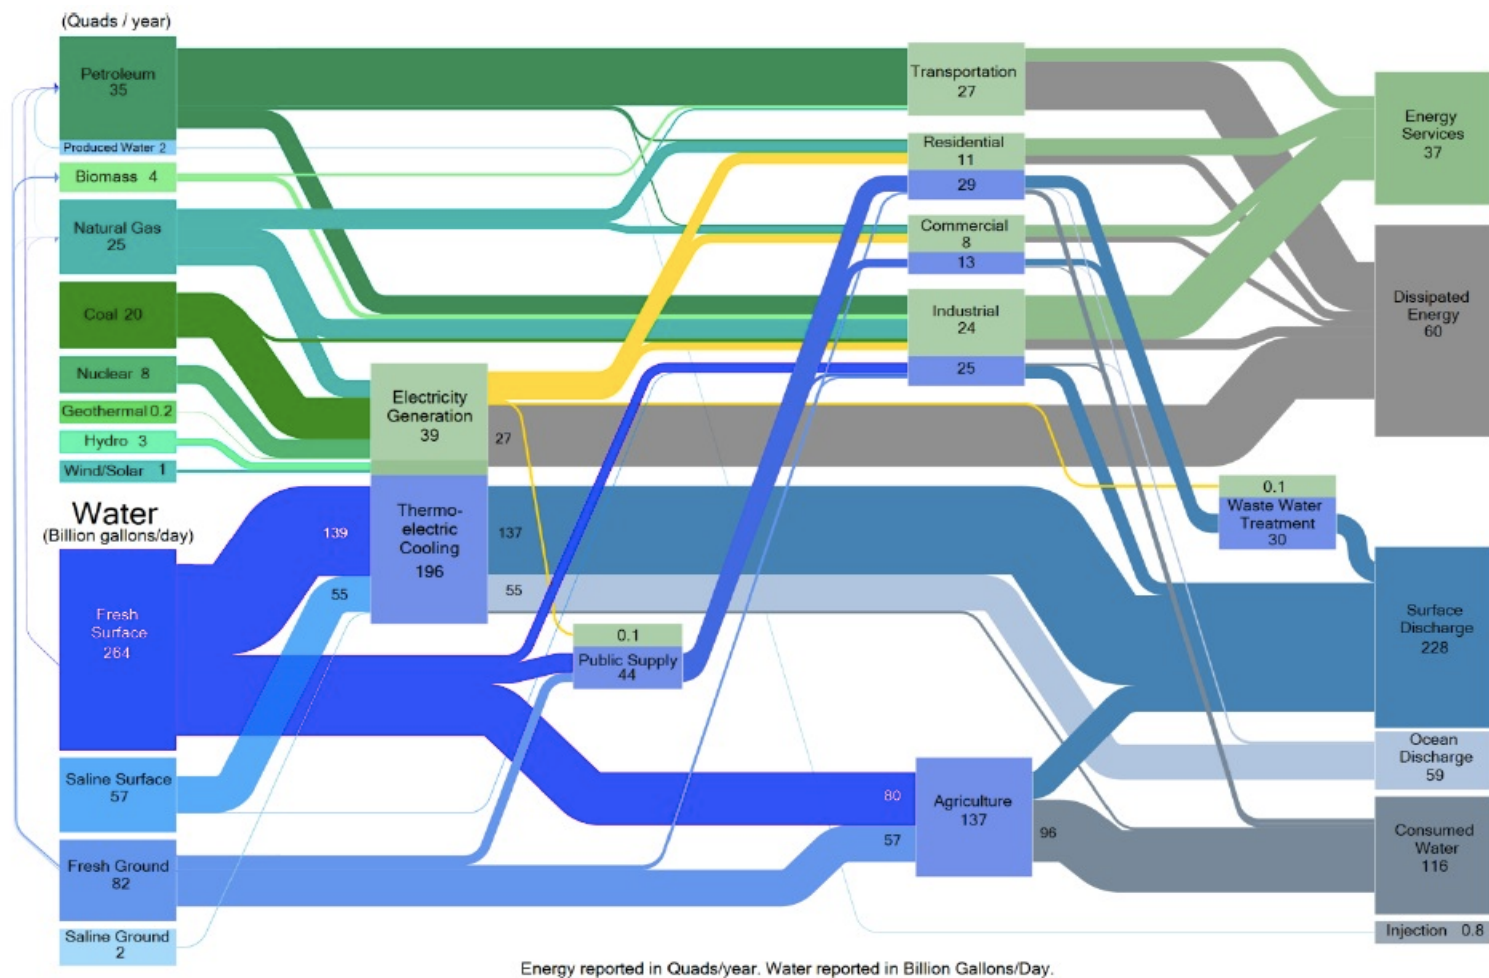 (Quads / year)
Petroleum
35
Produced Water 2
Biomass 4
Natural Gas
25
Coal 20
Nuclear 8
Geothermal 0.2
Hydro 3
Wind/Solar 1
Water
(Billion gallons/day)
Fresh
Surface
264
Saline Surface
57
Fresh Ground
82
Saline Ground
2
Electricity
Generation
39
27
139
55
Thermo-
electric
Cooling
196
137
55
0.1
Public Supply
44
Transportation
27
Residential
11
29
Commercial
8
13
Industrial
24
25
80
57
Agriculture
137
96
0.1
Waste Water
Treatment
30
Energy
Services
37
Dissipated
Energy
60
Surface
Discharge
228
Ocean
Discharge
59
Consumed
Water
116
Injection 0.8
Energy reported in Quads/year. Water reported in Billion Gallons/Day.